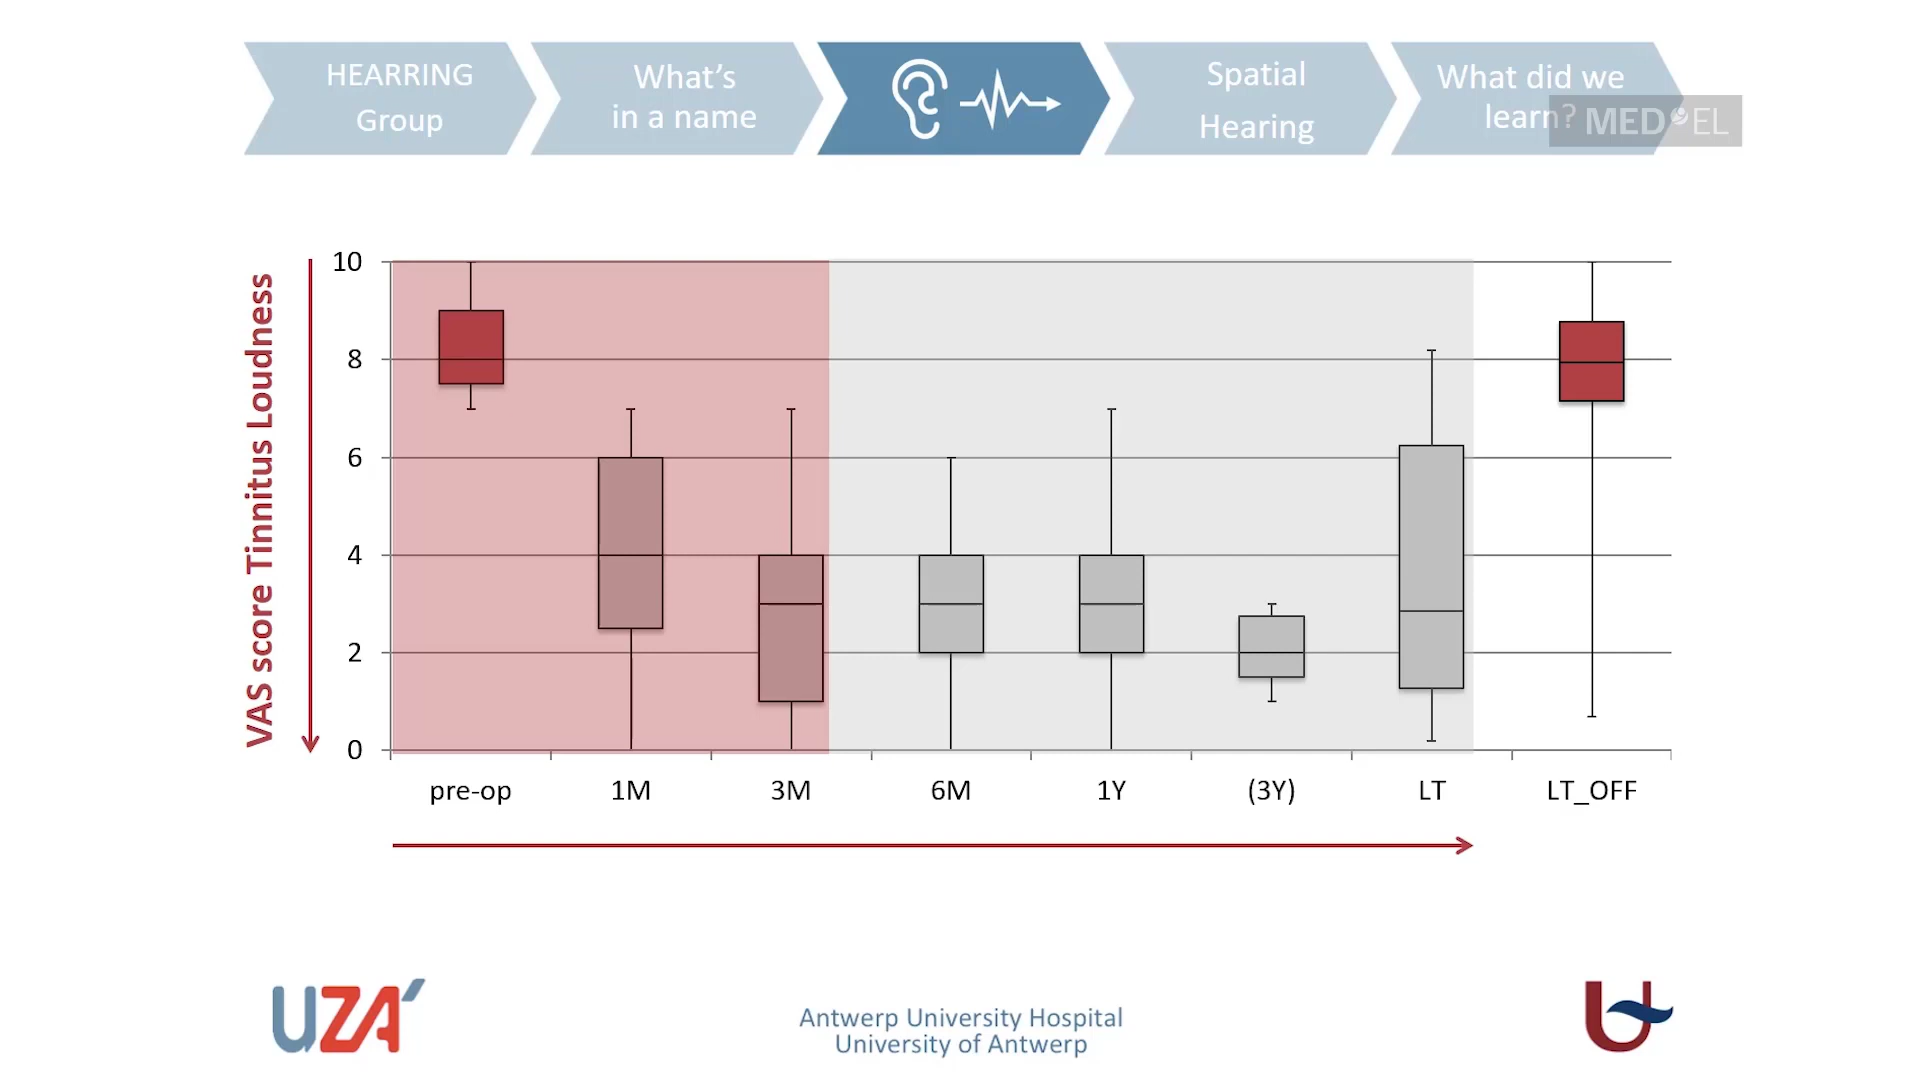 HEARRING
Group
What's
in a name
Spatial
Hearing
What did we
learn?
MED EL
VAS score Tinnitus Loudness
10
8
6
4
2
0
pre-op
1M
3M
6M
1Y
(3Y)
LT
LT_OFF
UZA
Antwerp University Hospital
University of Antwerp